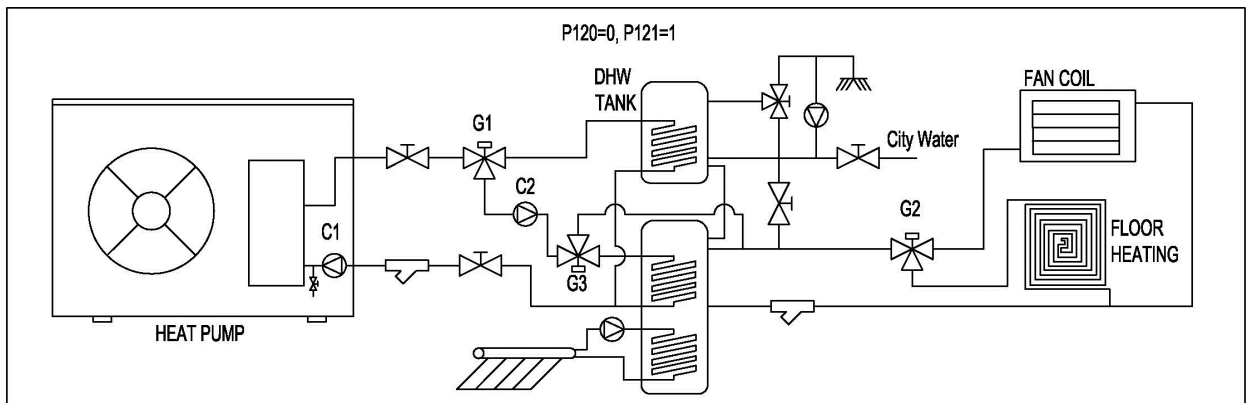 P120=0, P121=1
DHW
TANK
FAN COIL
G1
City Water
C2
G2
C1
FLOOR
HEATING
G3
HEAT PUMP